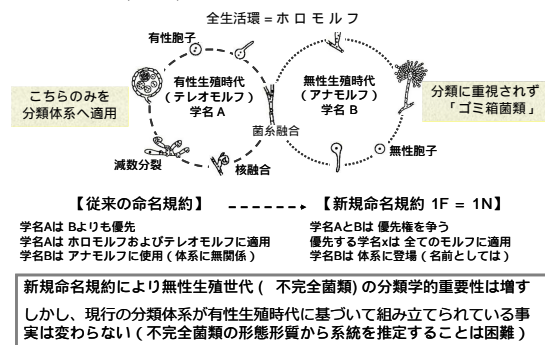 全生活環 = ホロモルフ
有性胞子
有性生殖時代
( テレオモルフ )
学名 A
無性生殖時代
( アナモルフ )
学名 B
こちらのみを
分類体系へ適用
分類に重視されず
「ゴミ箱菌類」
菌糸融合
減数分裂
核融合
無性胞子
【従来の命名規約】
【新規命名規約 1F = 1N】
学名Aは Bよりも優先
学名Aは ホロモルフおよびテレオモルフに適用
学名Bは アナモルフに使用 ( 体系に無関係 )
学名AとBは 優先権を争う
優先する学名xは 全てのモルフに適用
学名Bは 体系に登場 ( 名前としては )
新規命名規約により無性生殖世代 ( 不完全菌類) の分類学的重要性は増す
しかし、現行の分類体系が有性生殖時代に基づいて組み立てられている事
実は変わらない ( 不完全菌類の形態形質から系統を推定することは困難 )